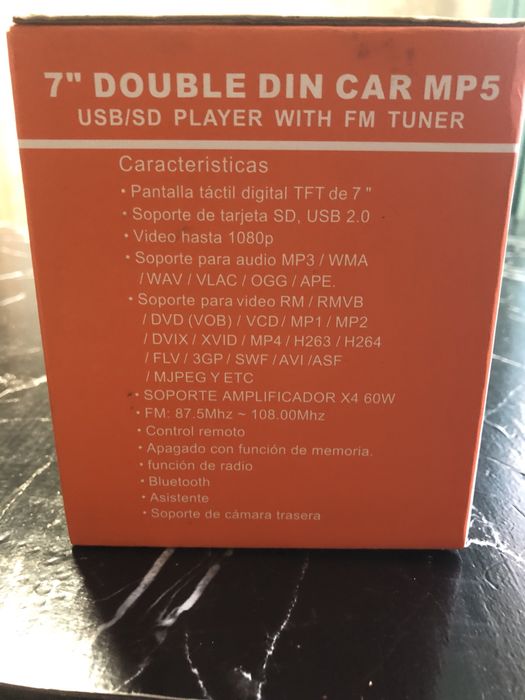 7" DOUBLE DIN CAR MP5
USB/SD PLAYER WITH FM TUNER
Caracteristicas
• Pantalla táctil digital TFT de 7 "
• Soporte de tarjeta SD, USB 2.0
• Video hasta 1080p
• Soporte para audio MP3 / WMA
/ WAV / VLAC / OGG / APE.
• Soporte para video RM / RMVB
/ DVD (VOB) / VCD / MP1 / MP2
/ DVIX / XVID / MP4 / H263 / H264
/ FLV / 3GP / SWF / AVI /ASF
/ MJPEG Y ETC
• SOPORTE AMPLIFICADOR X4 60W
• FM: 87.5Mhz ~ 108.00Mhz
• Control remoto
• Apagado con función de memoria.
• función de radio
• Bluetooth
• Asistente
• Soporte de cámara trasera